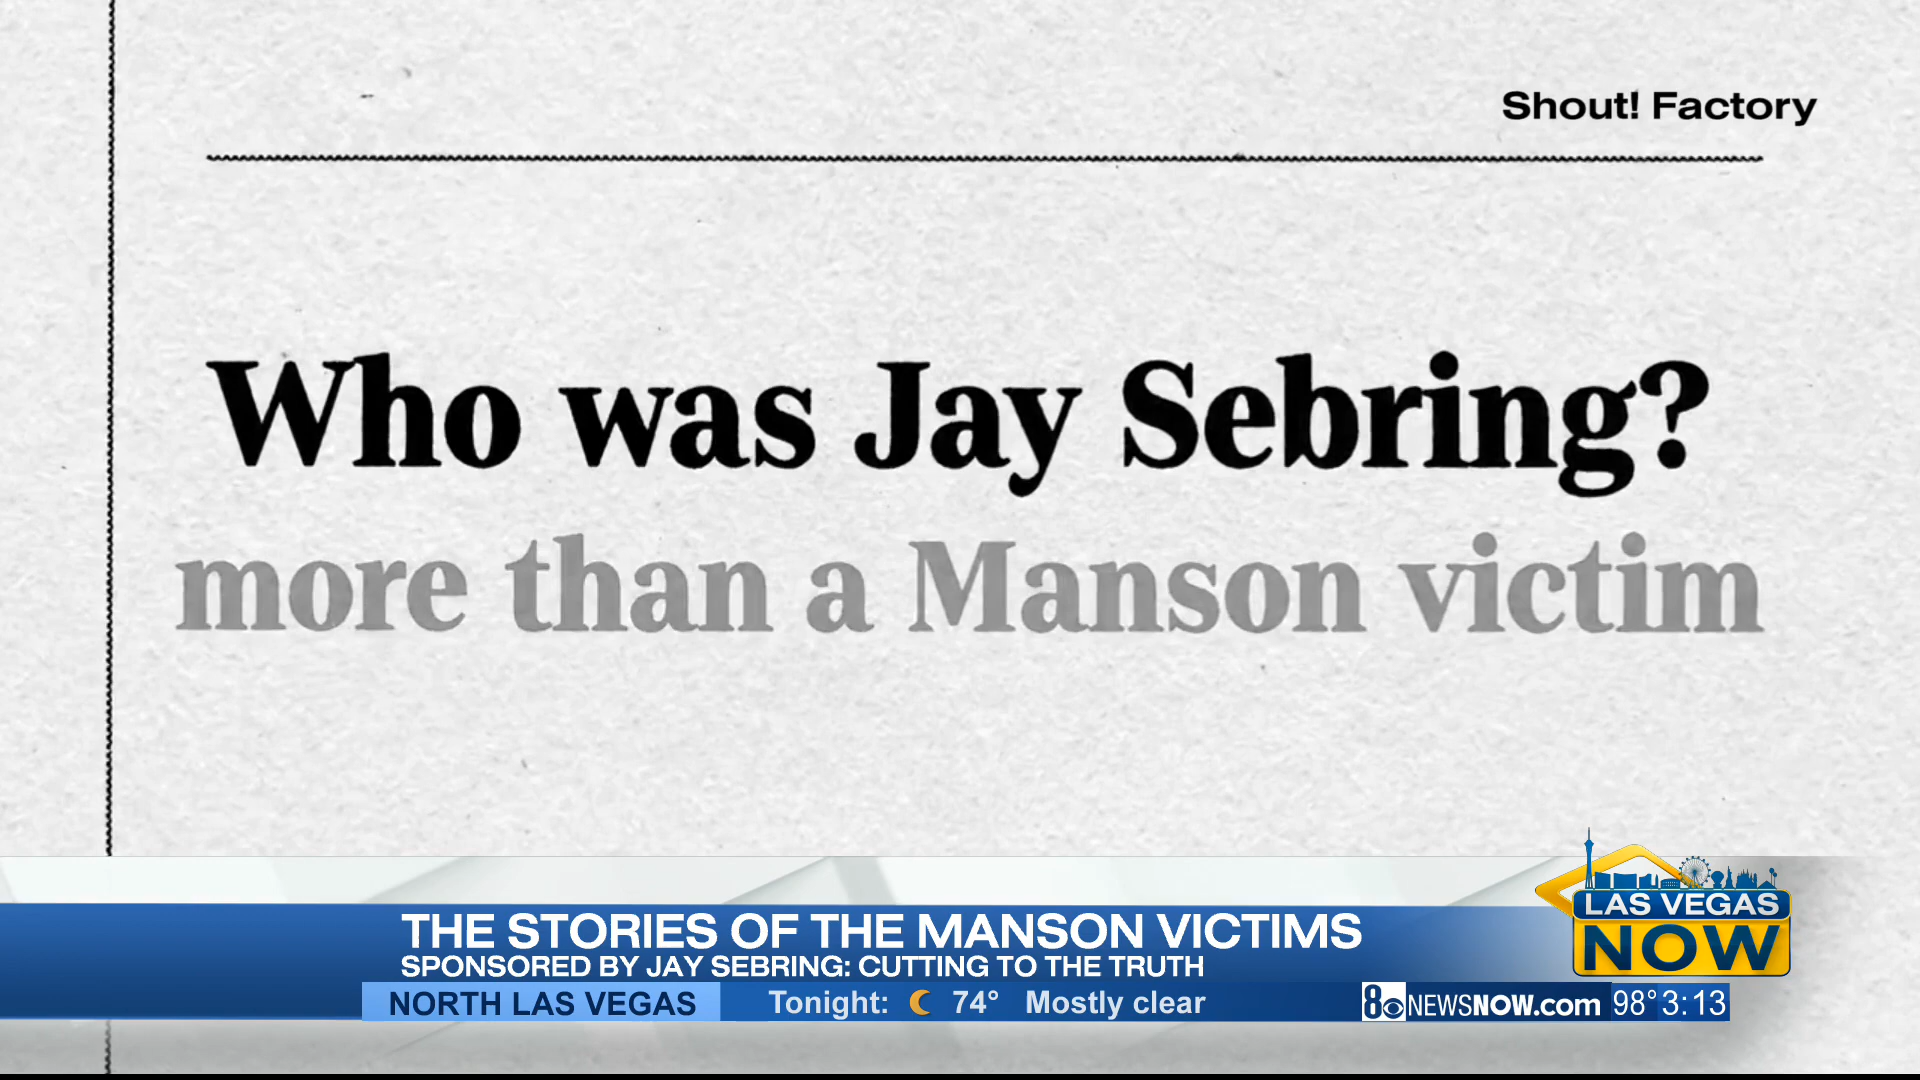 Shout! Factory
Who was Jay Sebring?
more than a Manson victim
LAS VEGAS
NOW
THE STORIES OF THE MANSON VICTIMS
SPONSORED BY JAY SEBRING: CUTTING TO THE TRUTH
NORTH LAS VEGAS Tonight: 74° Mostly clear 8 NEWSNOW.com 98° 3:13